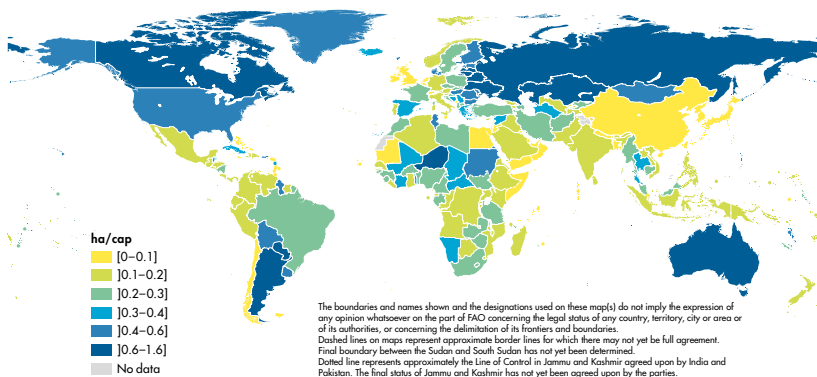 ha/cap
[0–0.1]
]0.1–0.2]
]0.2–0.3]
]0.3–0.4]
]0.4–0.6]
]0.6–1.6]
No data
The boundaries and names shown and the designations used on these map(s) do not imply the expression of
any opinion whatsoever on the part of FAO concerning the legal status of any country, territory, city or area or
of its authorities, or concerning the delimitation of its frontiers and boundaries.
Dashed lines on maps represent approximate border lines for which there may not yet be full agreement.
Final boundary between the Sudan and South Sudan has not yet been determined.
Dotted line represents approximately the Line of Control in Jammu and Kashmir agreed upon by India and
Pakistan. The final status of Jammu and Kashmir has not yet been agreed upon by the parties.